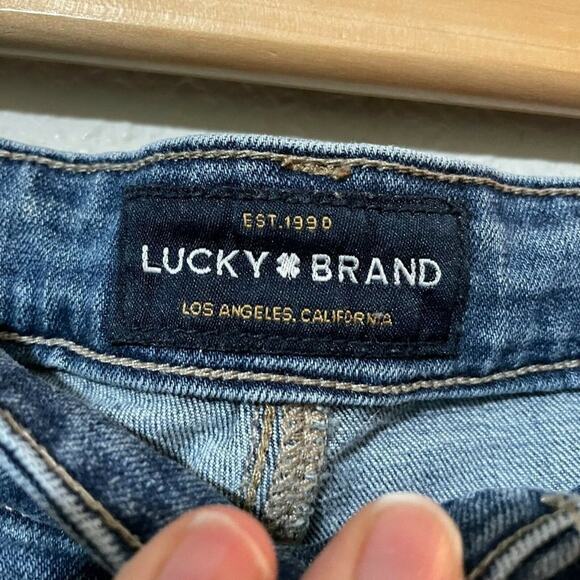 EST.1990
LUCKY BRAND
LOS ANGELES, CALIFORNIA